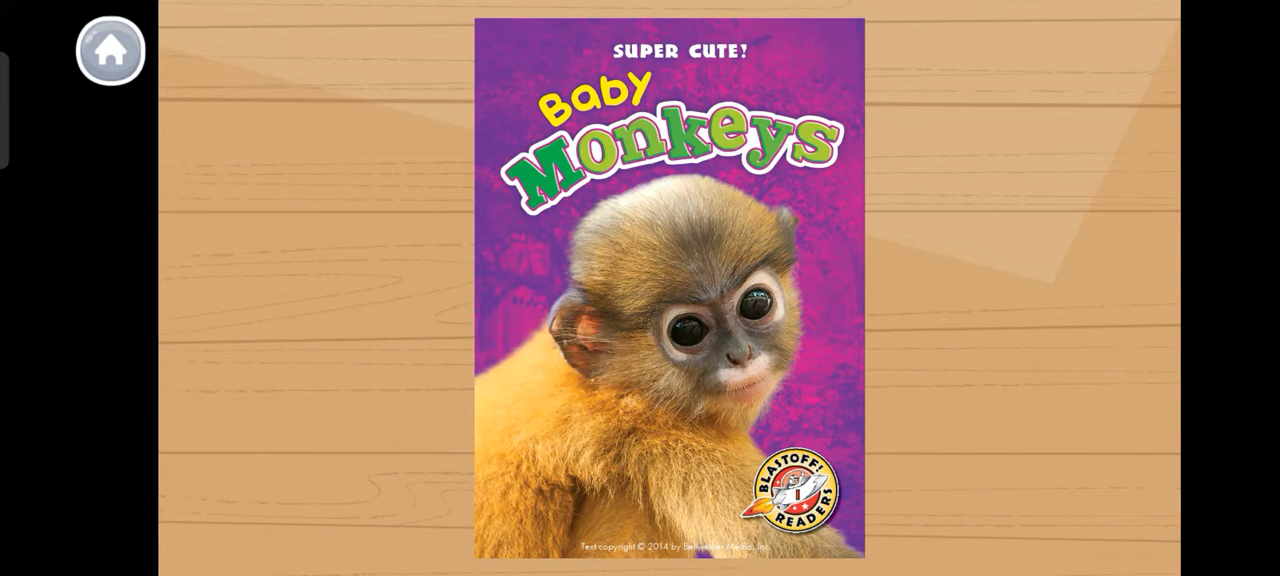 SUPER CUTE!
Baby
Monkeys
BLASTOFF!
1
READERS
Text copyright © 2014 by Bellwether Media, Inc.